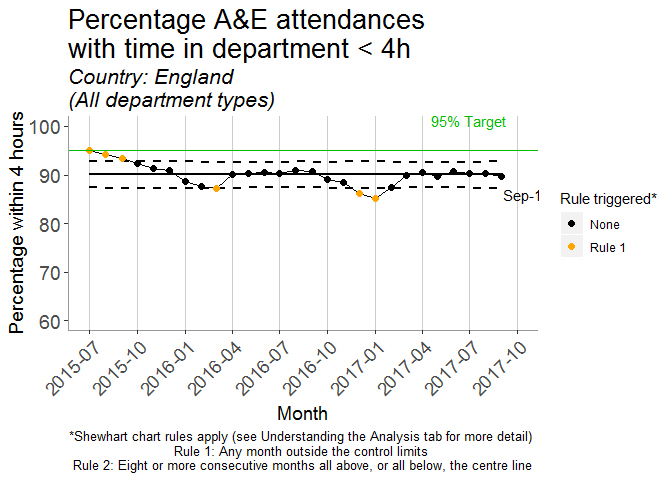 Percentage A&E attendances
with time in department < 4h
Country: England
(All department types)
Percentage within 4 hours
100
90
80
70
60
95% Target
Sep-1
2015-07
2015-10
2016-01
2016-04
2016-07
2016-10
2017-01
2017-04
2017-07
2017-10
Month
Rule triggered*
None
Rule 1
*Shewhart chart rules apply (see Understanding the Analysis tab for more detail)
Rule 1: Any month outside the control limits
Rule 2: Eight or more consecutive months all above, or all below, the centre line